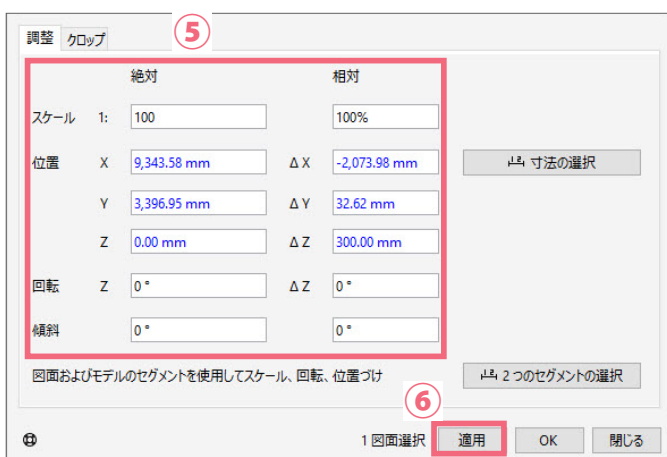 調整 クロップ
⑤
絶対 相対
スケール 1: 100 100%
位置 X 9,343.58 mm Δ X -2,073.98 mm 寸法の選択
Y 3,396.95 mm Δ Y 32.62 mm
Z 0.00 mm Δ Z 300.00 mm
回転 Z 0° Δ Z 0°
傾斜 0° 0°
図面およびモデルのセグメントを使用してスケール、回転、位置づけ 2 つのセグメントの選択
⑥
1 図面選択 適用 OK 閉じる